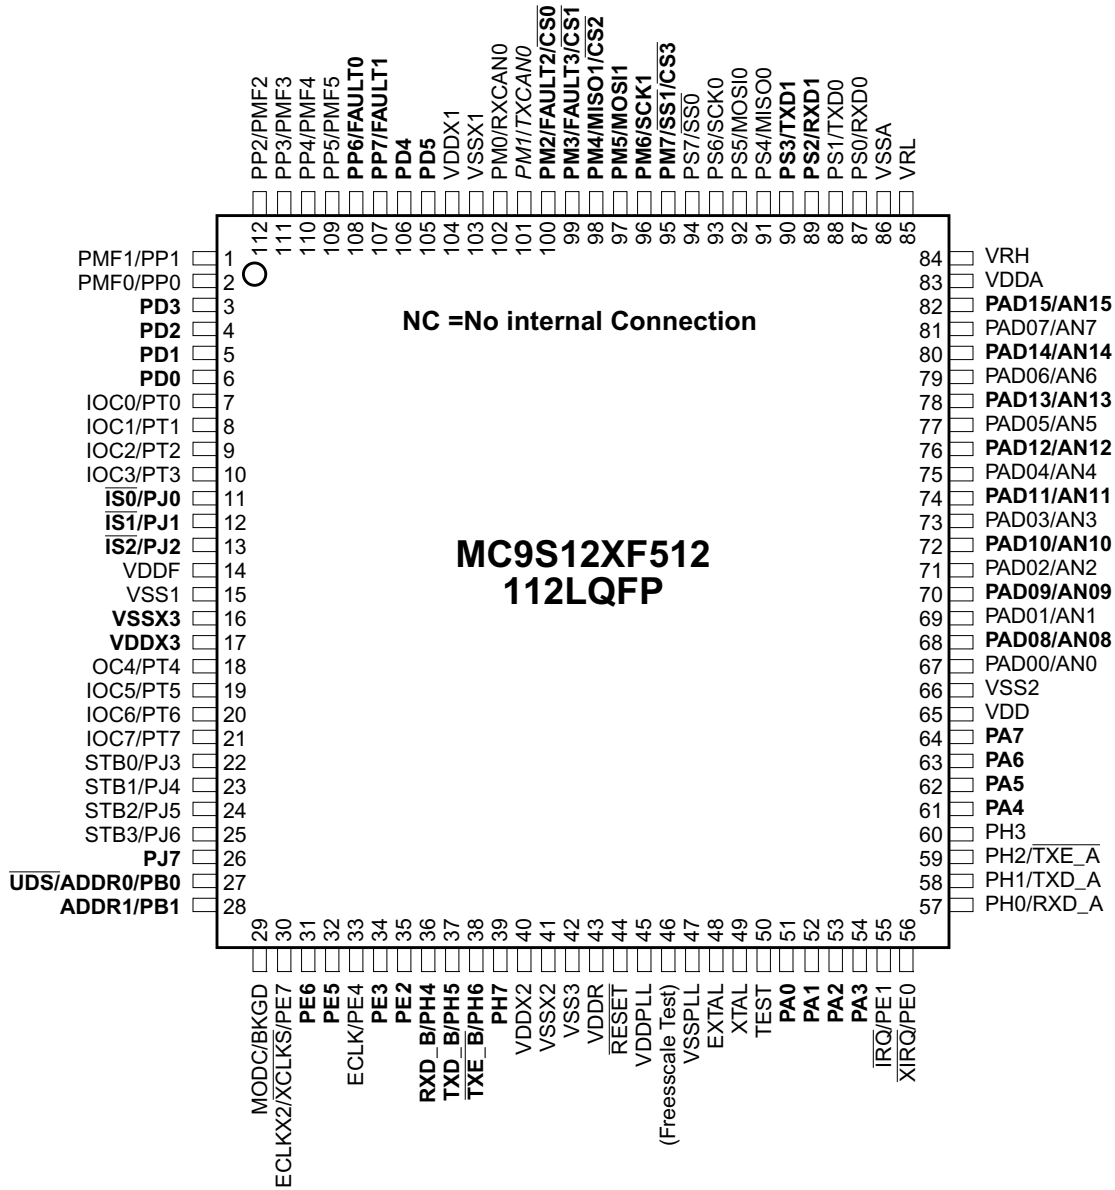 PP2/PMF2
PP3/PMF3
PP4/PMF4
PP5/PMF5
PP6/FAULT0
PP7/FAULT1
PD4
PD5
VDDX1
VSSX1
PM0/RXCAN0
PM1/TXCAN0
PM2/FAULT2/CS0
PM3/FAULT3/CS1
PM4/MISO1/CS2
PM5/MOSI1
PM6/SCK1
PM7/SS1/CS3
PS7/SS0
PS6/SCK0
PS5/MOSI0
PS4/MISO0
PS3/TXD1
PS2/RXD1
PS1/TXD0
PS0/RXD0
VSSA
VRL
112
111
110
109
108
107
106
105
104
103
102
101
100
99
98
97
96
95
94
93
92
91
90
89
88
87
86
85
PMF1/PP1 1
PMF0/PP0 2
PD3 3
PD2 4
PD1 5
PD0 6
IOC0/PT0 7
IOC1/PT1 8
IOC2/PT2 9
IOC3/PT3 10
IS0/PJ0 11
IS1/PJ1 12
IS2/PJ2 13
VDDF 14
VSS1 15
VSSX3 16
VDDX3 17
OC4/PT4 18
IOC5/PT5 19
IOC6/PT6 20
IOC7/PT7 21
STB0/PJ3 22
STB1/PJ4 23
STB2/PJ5 24
STB3/PJ6 25
PJ7 26
UDS/ADDR0/PB0 27
ADDR1/PB1 28
NC =No internal Connection
MC9S12XF512
112LQFP
84 VRH
83 VDDA
82 PAD15/AN15
81 PAD07/AN7
80 PAD14/AN14
79 PAD06/AN6
78 PAD13/AN13
77 PAD05/AN5
76 PAD12/AN12
75 PAD04/AN4
74 PAD11/AN11
73 PAD03/AN3
72 PAD10/AN10
71 PAD02/AN2
70 PAD09/AN09
69 PAD01/AN1
68 PAD08/AN08
67 PAD00/AN0
66 VSS2
65 VDD
64 PA7
63 PA6
62 PA5
61 PA4
60 PH3
59 PH2/TXE_A
58 PH1/TXD_A
57 PH0/RXD_A
29
30
31
32
33
34
35
36
37
38
39
40
41
42
43
44
45
46
47
48
49
50
51
52
53
54
55
56
MODC/BKGD
ECLKX2/XCLKS/PE7
PE6
PE5
ECLK/PE4
PE3
PE2
RXD_B/PH4
TXD_B/PH5
TXE_B/PH6
PH7
VDDX2
VSSX2
VSS3
VDDR
RESET
VDDPLL
(Freesscale Test)
VSSPLL
EXTAL
XTAL
TEST
PA0
PA1
PA2
PA3
IRQ/PE1
XIRQ/PE0